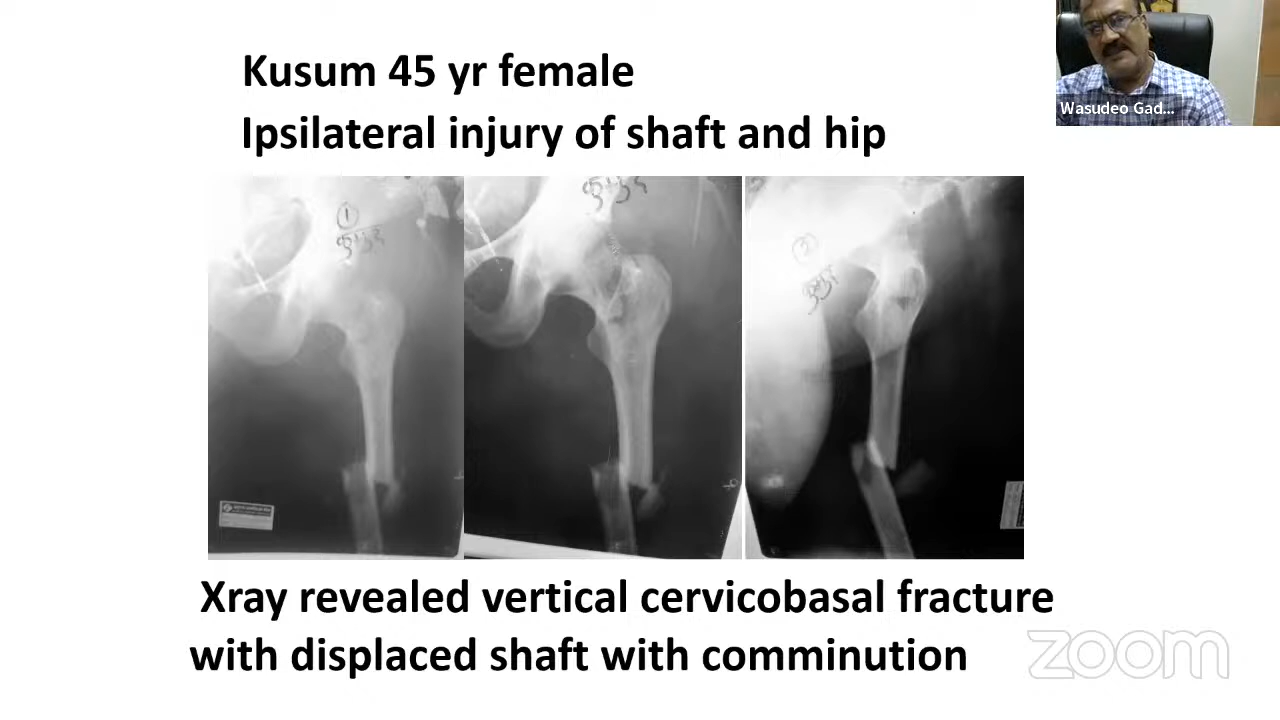 Kusum 45 yr female
Ipsilateral injury of shaft and hip
Wasudeo Gad...
Xray revealed vertical cervicobasal fracture
with displaced shaft with comminution
zoom